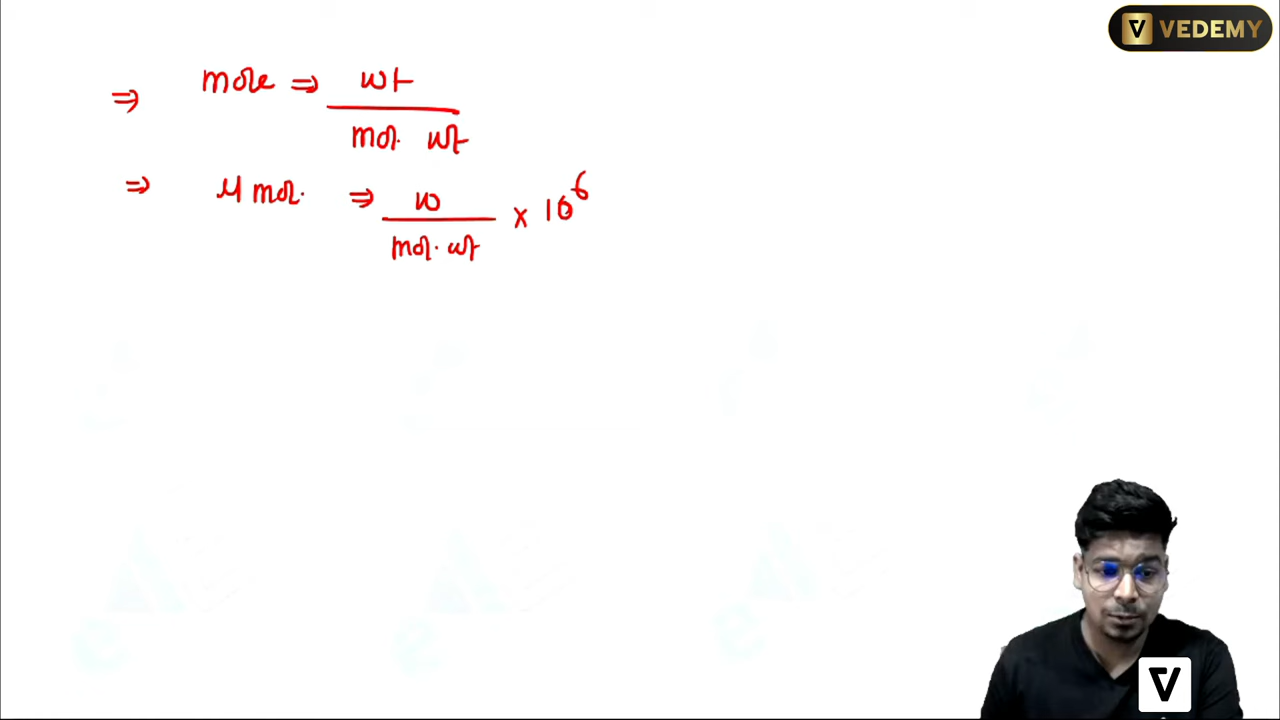 VEDEMY
⇒ mole ⇒ wt
mol. wt
⇒ μ mol. ⇒ w × 10⁶
mol. wt